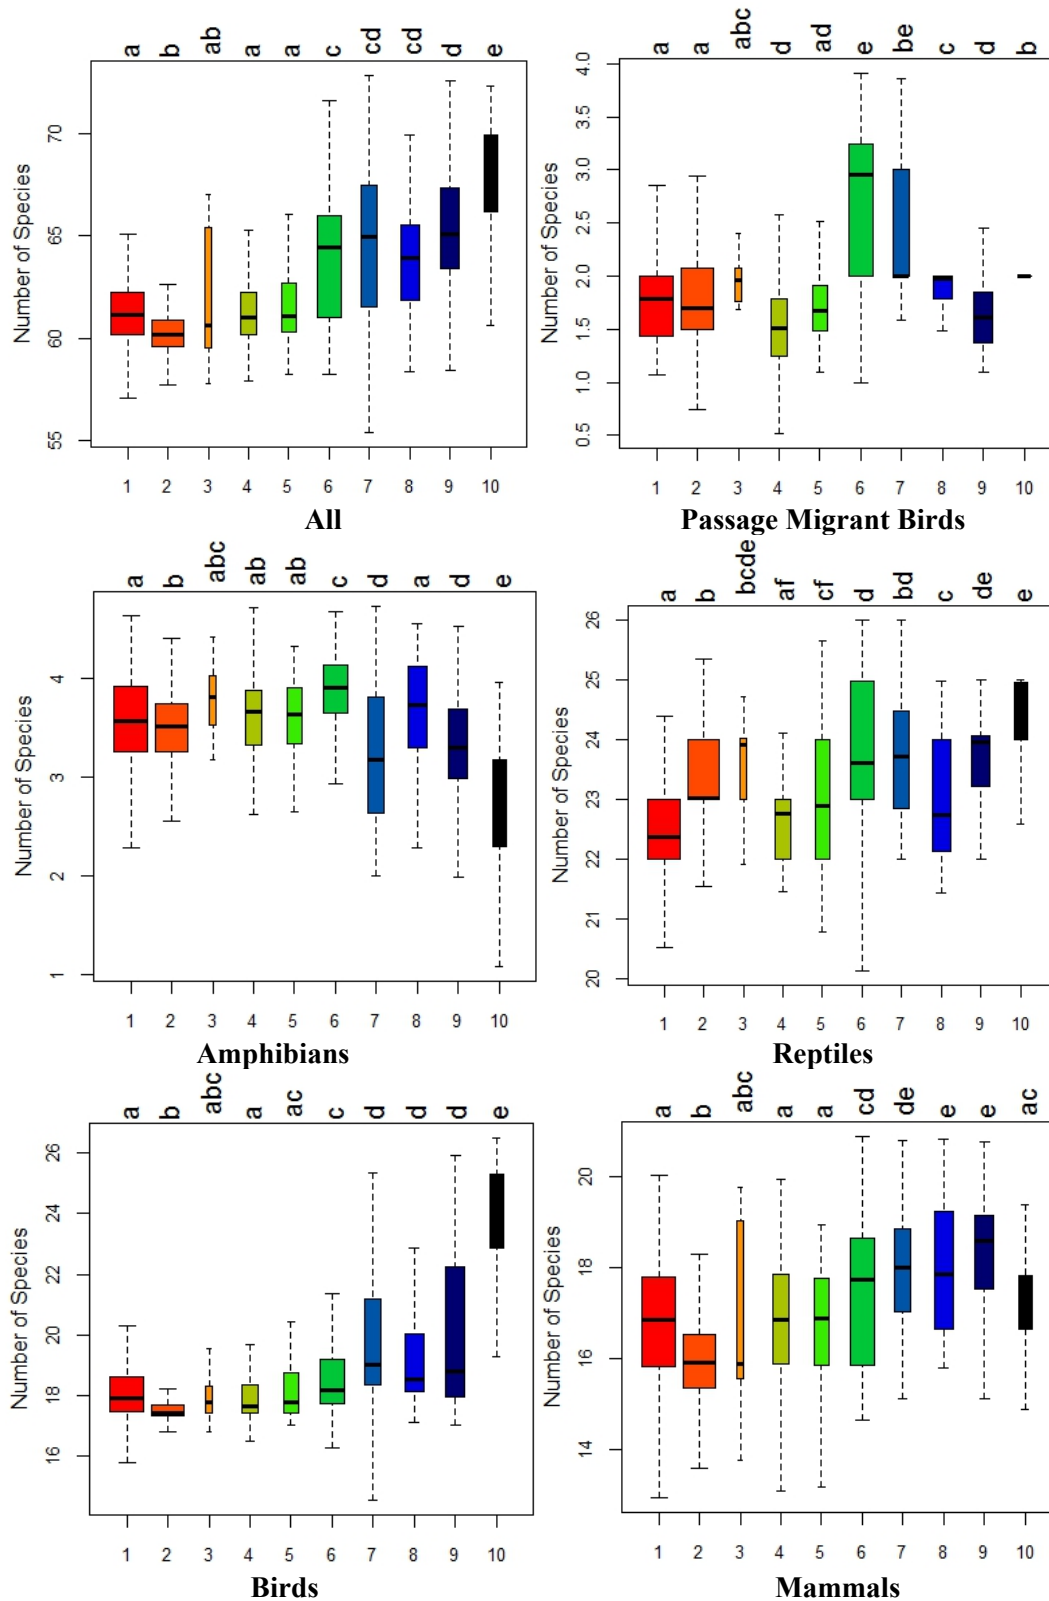 a b ab a a c cd cd d e
Number of Species
70
65
60
55
1 2 3 4 5 6 7 8 9 10
All
a a abc d ad e be c d b
Number of Species
4.0
3.5
3.0
2.5
2.0
1.5
1.0
0.5
1 2 3 4 5 6 7 8 9 10
Passage Migrant Birds
a b abc ab ab c d a d e
Number of Species
4
3
2
1
1 2 3 4 5 6 7 8 9 10
Amphibians
a b bcde af cf d bd c de e
Number of Species
26
25
24
23
22
21
20
1 2 3 4 5 6 7 8 9 10
Reptiles
a b abc a ac c d d d e
Number of Species
26
24
22
20
18
16
1 2 3 4 5 6 7 8 9 10
Birds
a b abc a a cd de e e ac
Number of Species
20
18
16
14
1 2 3 4 5 6 7 8 9 10
Mammals